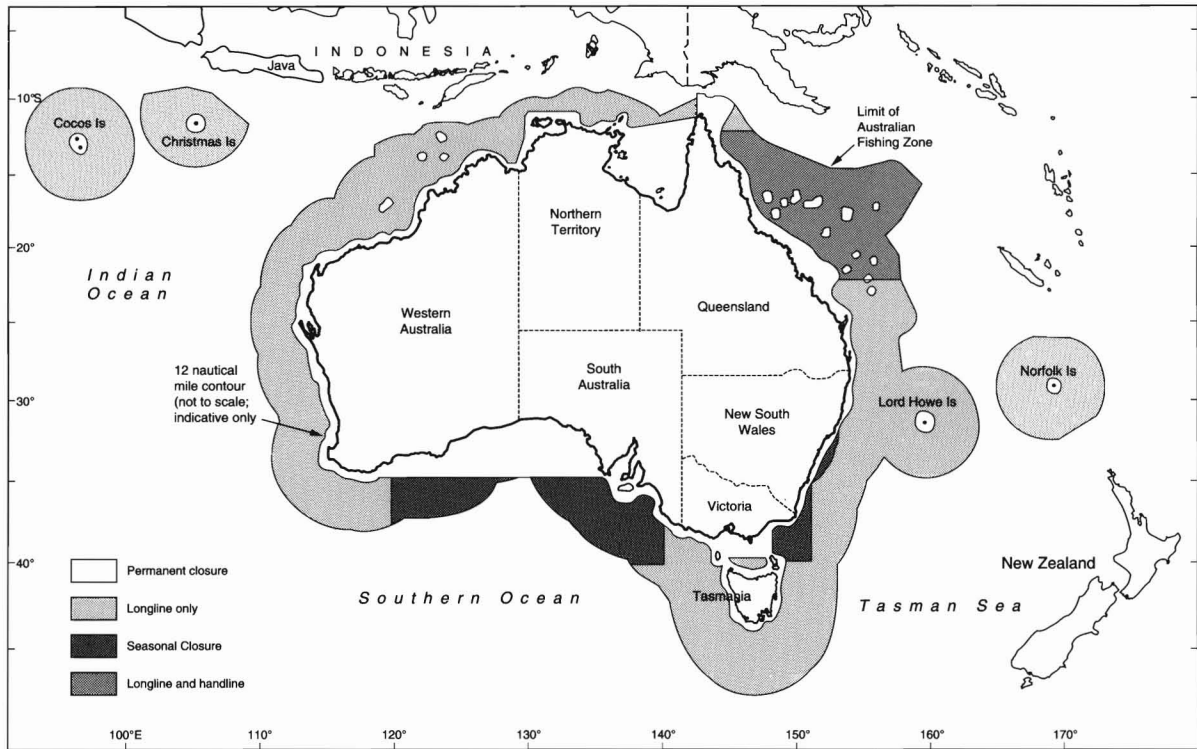 I N D O N E S I A
Java
10°S
Cocos Is
Christmas Is
Limit of
Australian
Fishing Zone
Northern
Territory
20°
Indian
Ocean
Queensland
Western
Australia
South
Australia
12 nautical
mile contour
(not to scale;
indicative only
30°
Norfolk Is
Lord Howe Is
New South
Wales
Victoria
40°
New Zealand
Permanent closure
Longline only
Seasonal Closure
Longline and handline
Southern Ocean
Tasmania
Tasman Sea
100°E
110°
120°
130°
140°
150°
160°
170°